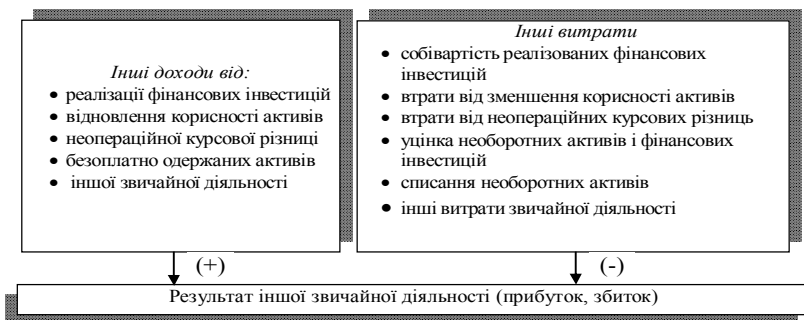 Інші доходи від:
• реалізації фінансових інвестицій
• відновлення корисності активів
• неопераційної курсової різниці
• безоплатно одержаних активів
• іншої звичайної діяльності
Інші витрати
• собівартість реалізованих фінансових
інвестицій
• втрати від зменшення корисності активів
• втрати від неопераційних курсових різниць
• уцінка необоротних активів і фінансових
інвестицій
• списання необоротних активів
• інші витрати звичайної діяльності
(+)
(-)
Результат іншої звичайної діяльності (прибуток, збиток)